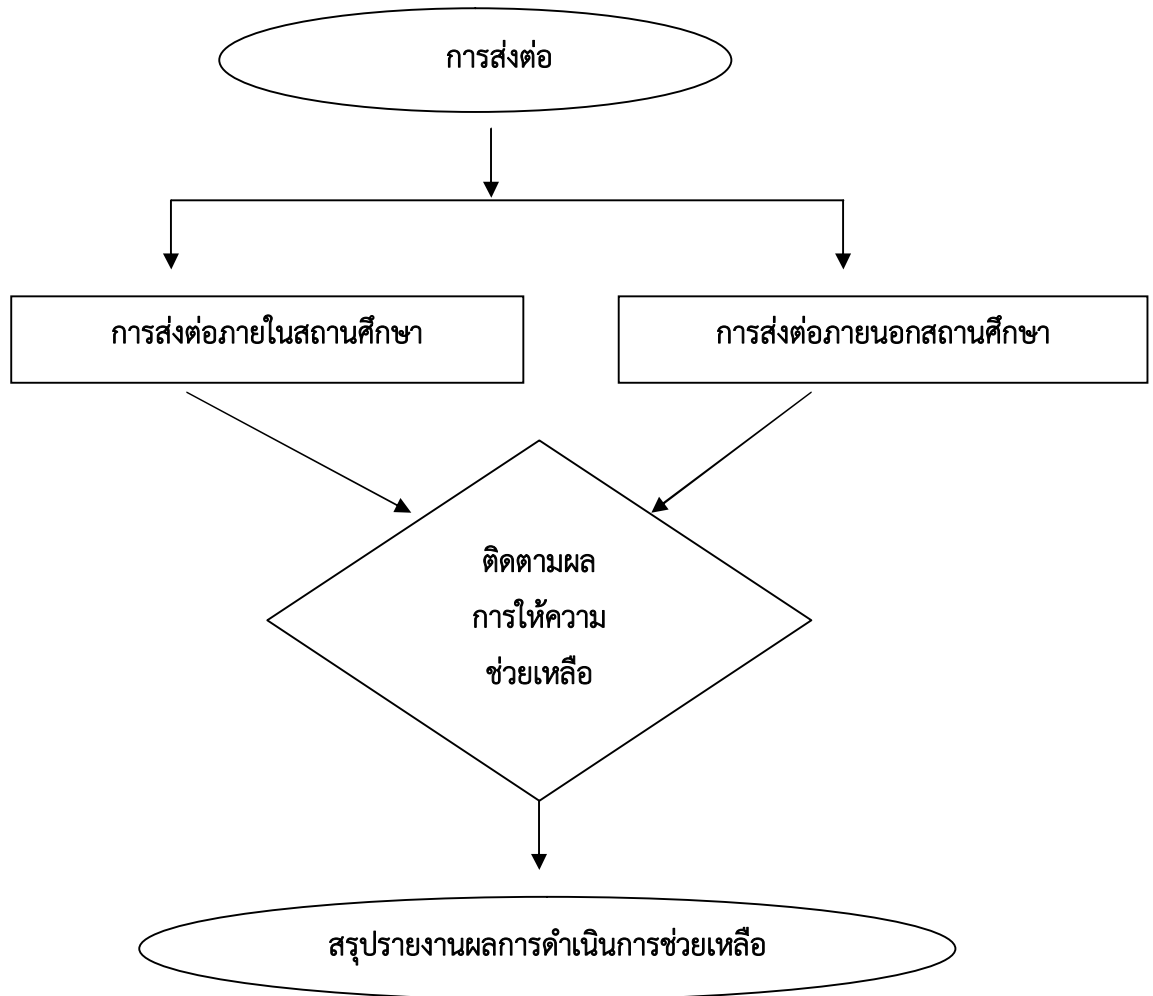 การส่งต่อ
การส่งต่อภายในสถานศึกษา
การส่งต่อภายนอกสถานศึกษา
ติดตามผล
การให้ความ
ช่วยเหลือ
สรุปรายงานผลการดำเนินการช่วยเหลือ